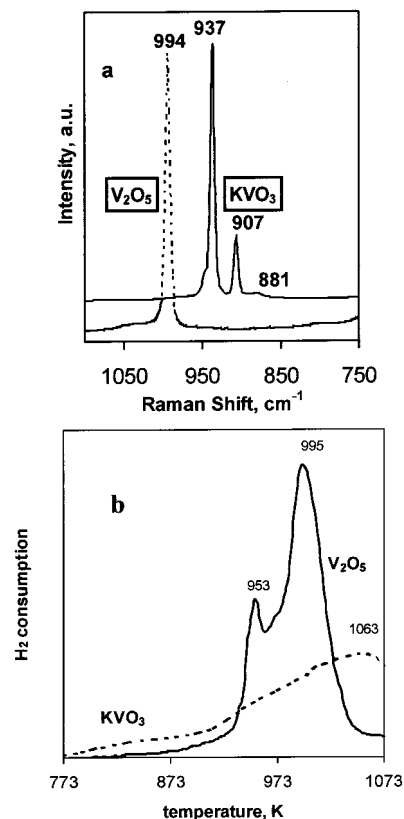 a
994
937
V2O5
KVO3
907
881
Intensity, a.u.
1050
950
850
750
Raman Shift, cm-1
b
995
953
V2O5
1063
KVO3
H2 consumption
773
873
973
1073
temperature, K